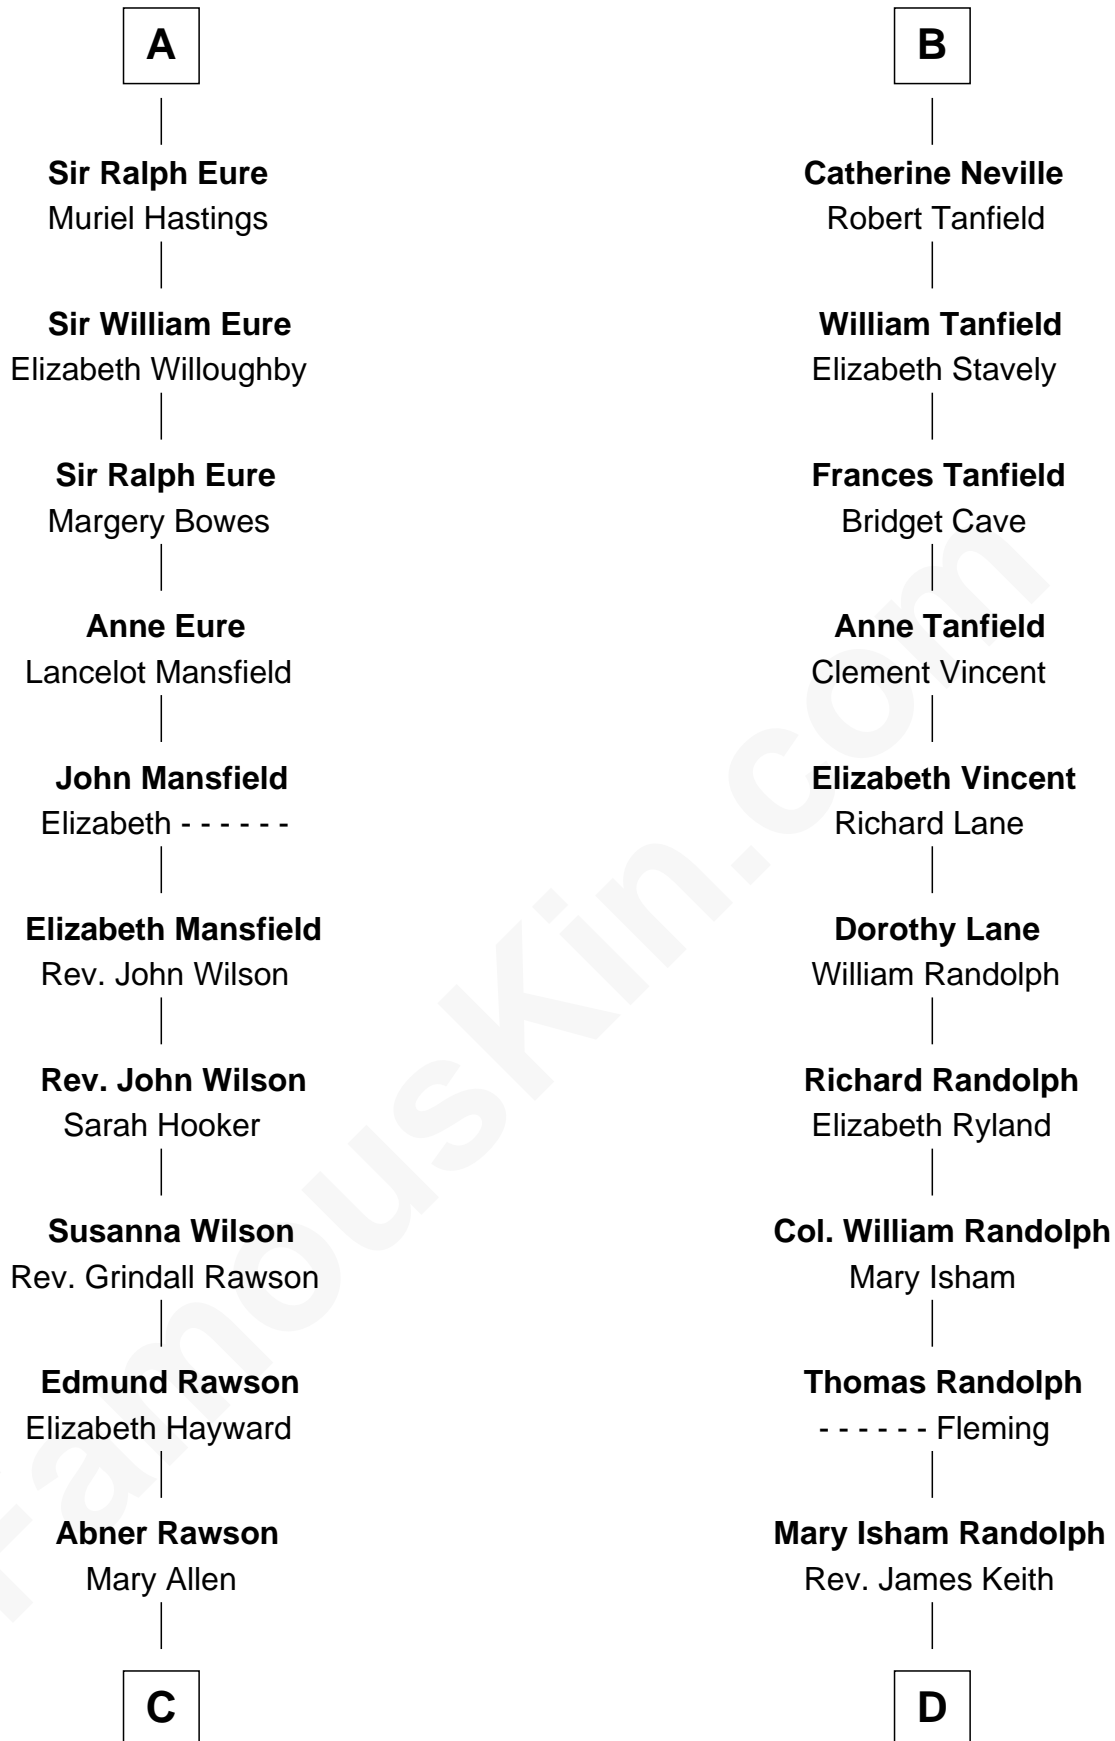 A
Sir Ralph Eure
Muriel Hastings
Sir William Eure
Elizabeth Willoughby
Sir Ralph Eure
Margery Bowes
Anne Eure
Lancelot Mansfield
John Mansfield
Elizabeth - - - - - -
Elizabeth Mansfield
Rev. John Wilson
Rev. John Wilson
Sarah Hooker
Susanna Wilson
Rev. Grindall Rawson
Edmund Rawson
Elizabeth Hayward
Abner Rawson
Mary Allen
C
B
Catherine Neville
Robert Tanfield
William Tanfield
Elizabeth Stavely
Frances Tanfield
Bridget Cave
Anne Tanfield
Clement Vincent
Elizabeth Vincent
Richard Lane
Dorothy Lane
William Randolph
Richard Randolph
Elizabeth Ryland
Col. William Randolph
Mary Isham
Thomas Randolph
- - - - - - Fleming
Mary Isham Randolph
Rev. James Keith
D
FamousKin.com